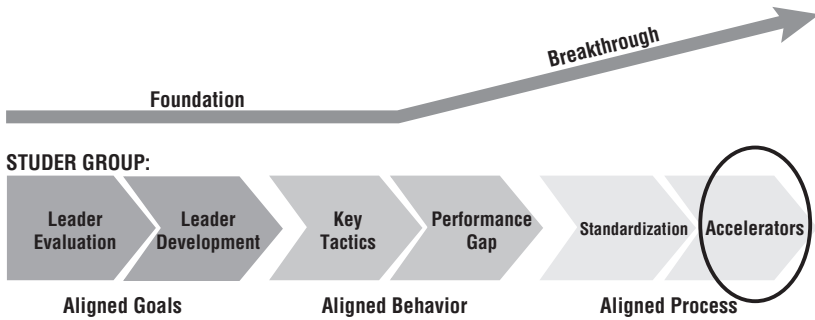 Breakthrough
Foundation
STUDER GROUP:
Leader
Evaluation
Leader
Development
Key
Tactics
Performance
Gap
Standardization
Accelerators
Aligned Goals
Aligned Behavior
Aligned Process